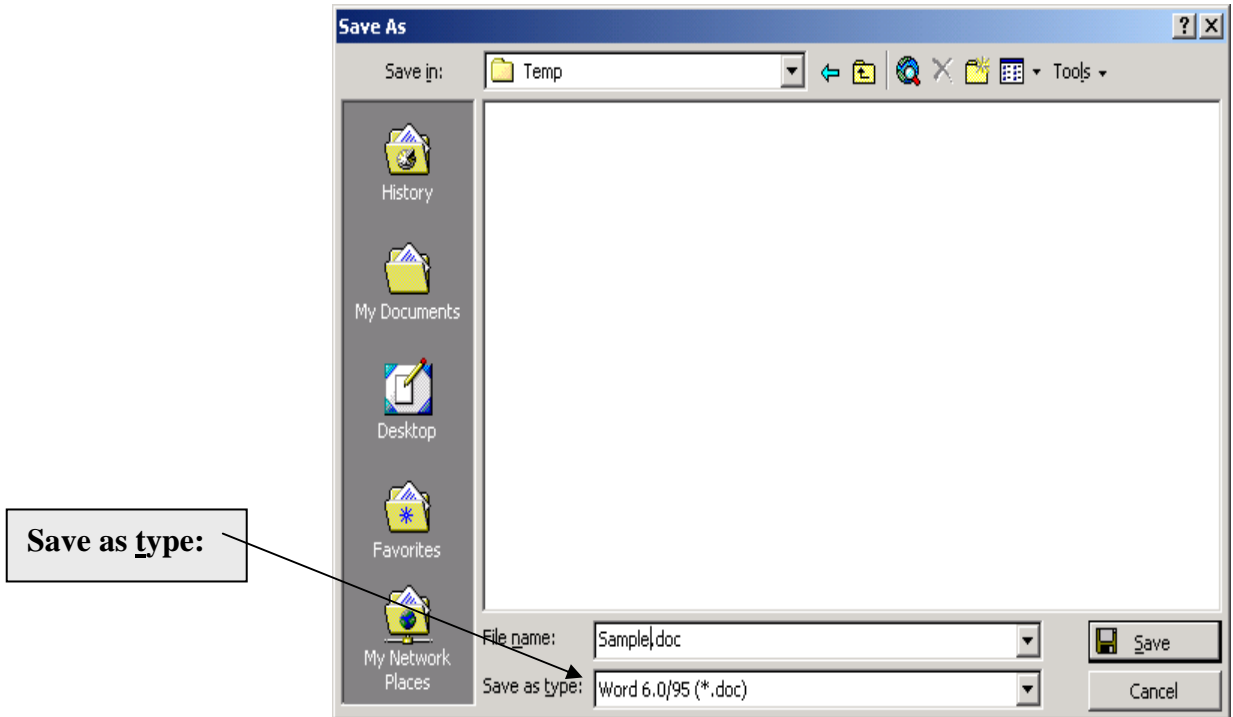 Save As
Save in:
Temp
Tools
History
My Documents
Desktop
Favorites
My Network
Places
Save as type:
File name:
Sample.doc
Save
Save as type:
Word 6.0/95 (*.doc)
Cancel